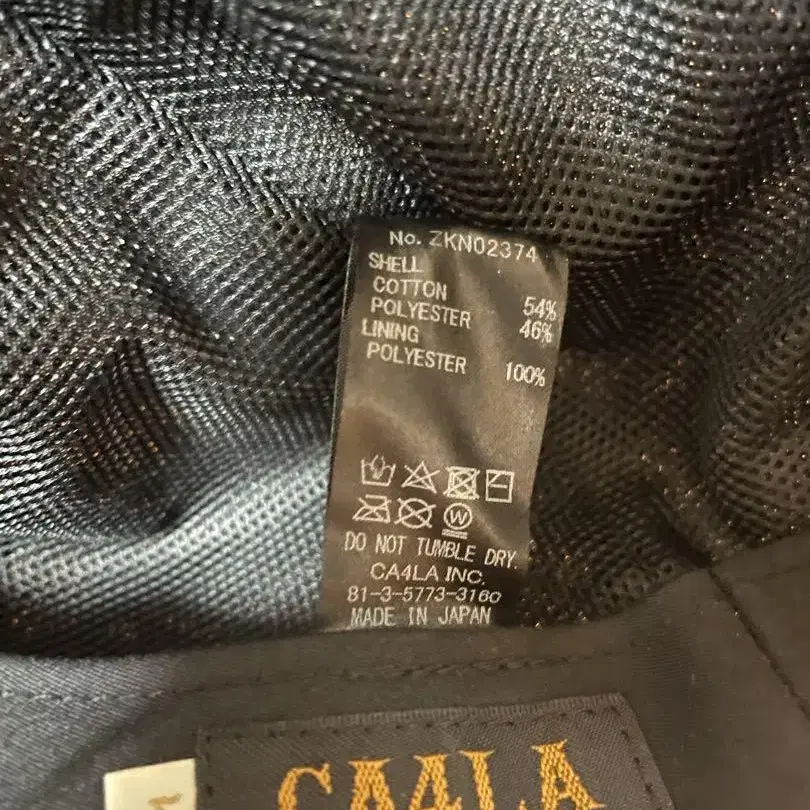 No. ZKN02374
SHELL
COTTON 54%
POLYESTER 46%
LINING
POLYESTER 100%
W
DO NOT TUMBLE DRY.
CA4LA INC.
81-3-5773-3160
MADE IN JAPAN
CA4LA